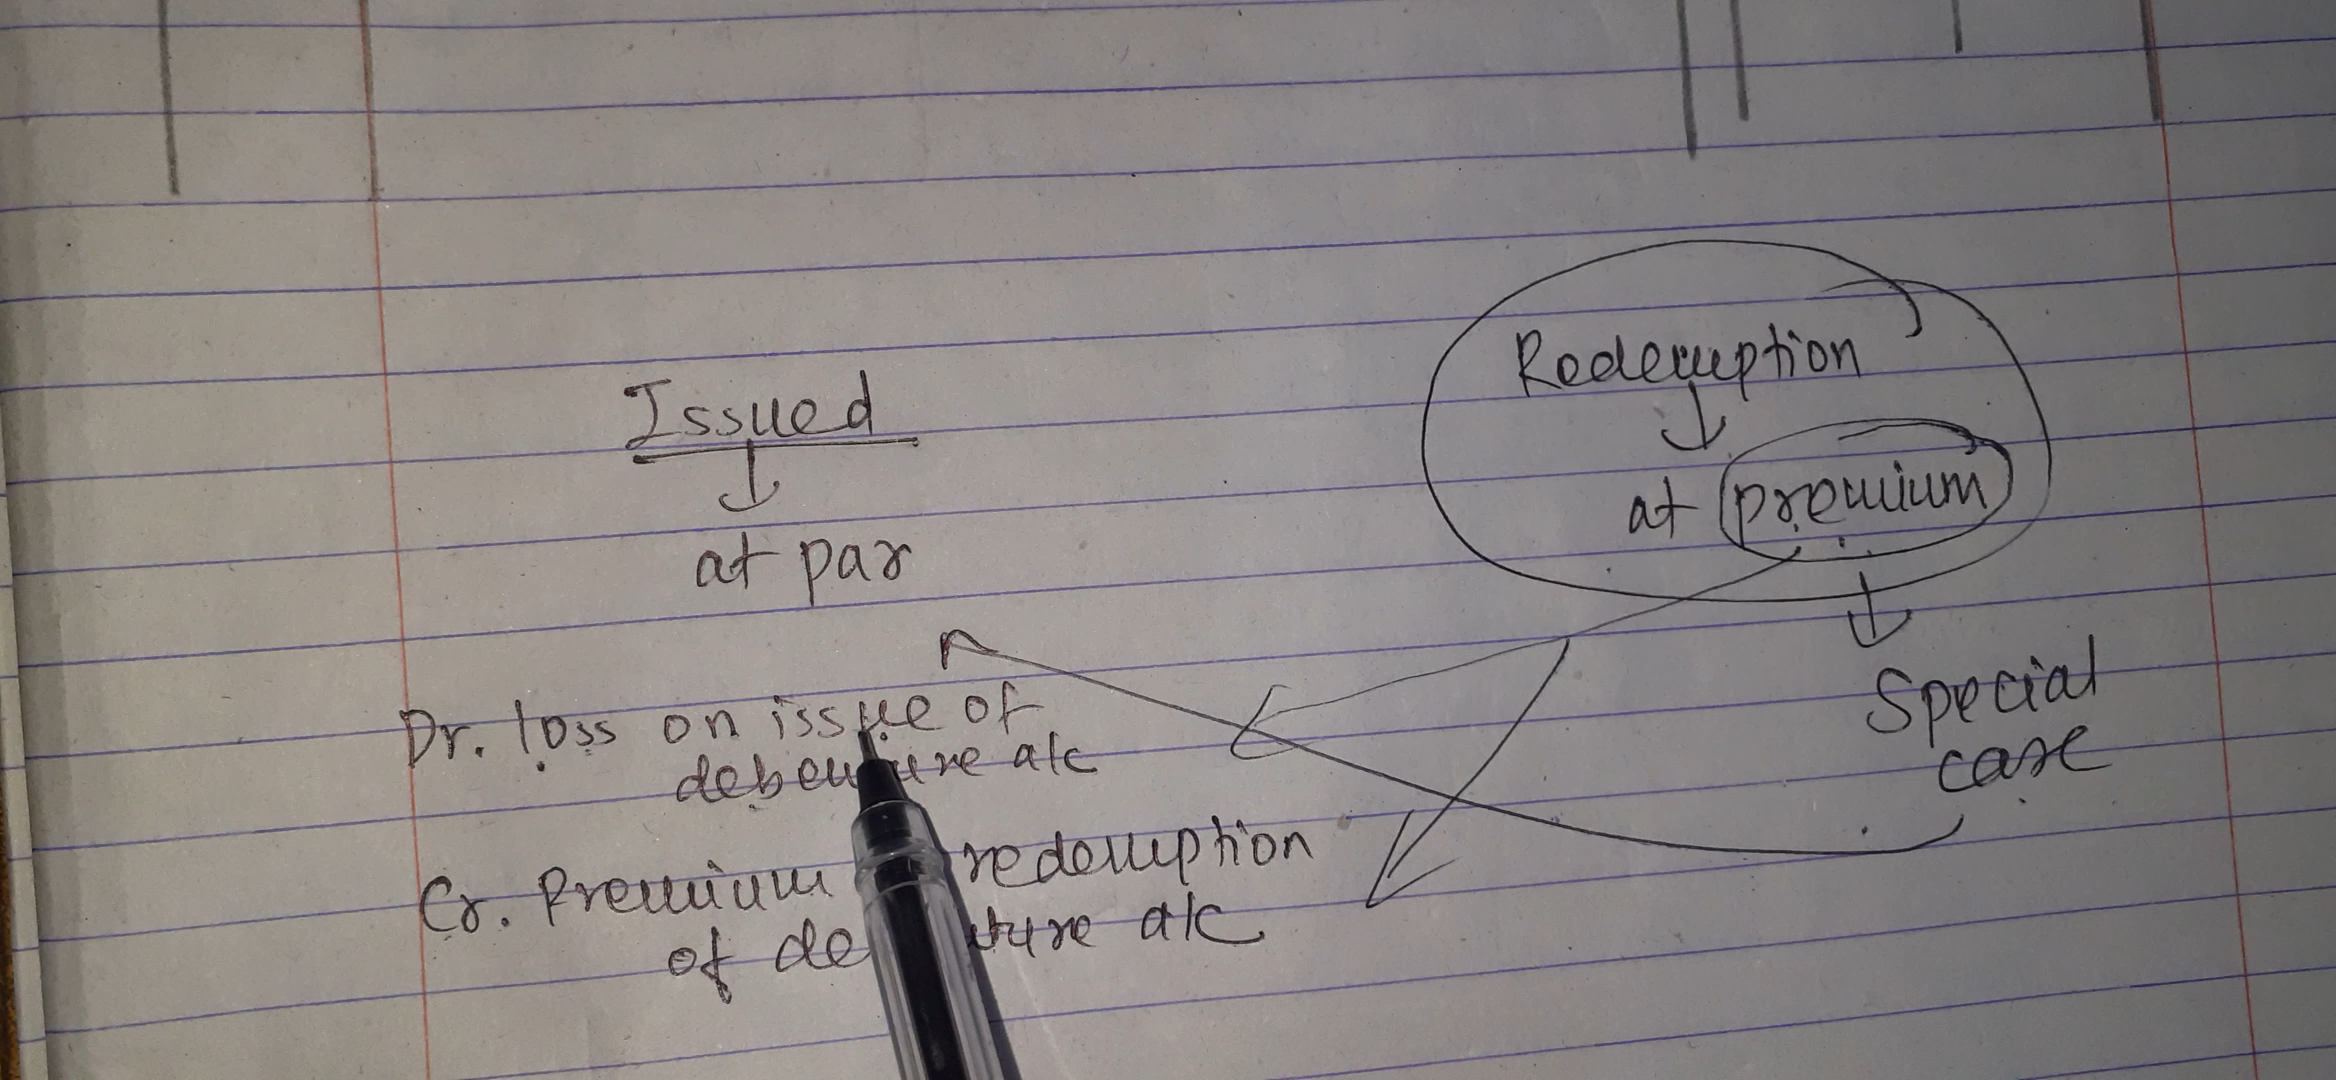 Issued
at par
Redemption
at premium
Special
case
Dr. loss on issue of
debenture a/c
Cr. Premium redemption
of de ture a/c